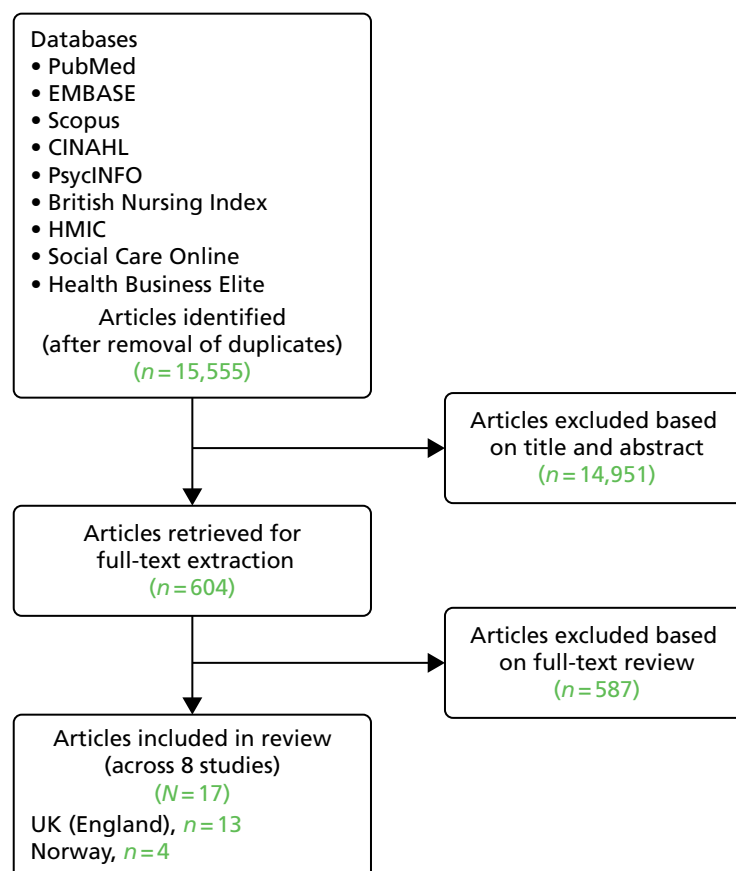 Databases
• PubMed
• EMBASE
• Scopus
• CINAHL
• PsycINFO
• British Nursing Index
• HMIC
• Social Care Online
• Health Business Elite
Articles identified
(after removal of duplicates)
(n = 15,555)
Articles excluded based
on title and abstract
(n = 14,951)
Articles retrieved for
full-text extraction
(n = 604)
Articles excluded based
on full-text review
(n = 587)
Articles included in review
(across 8 studies)
(N = 17)
UK (England), n = 13
Norway, n = 4